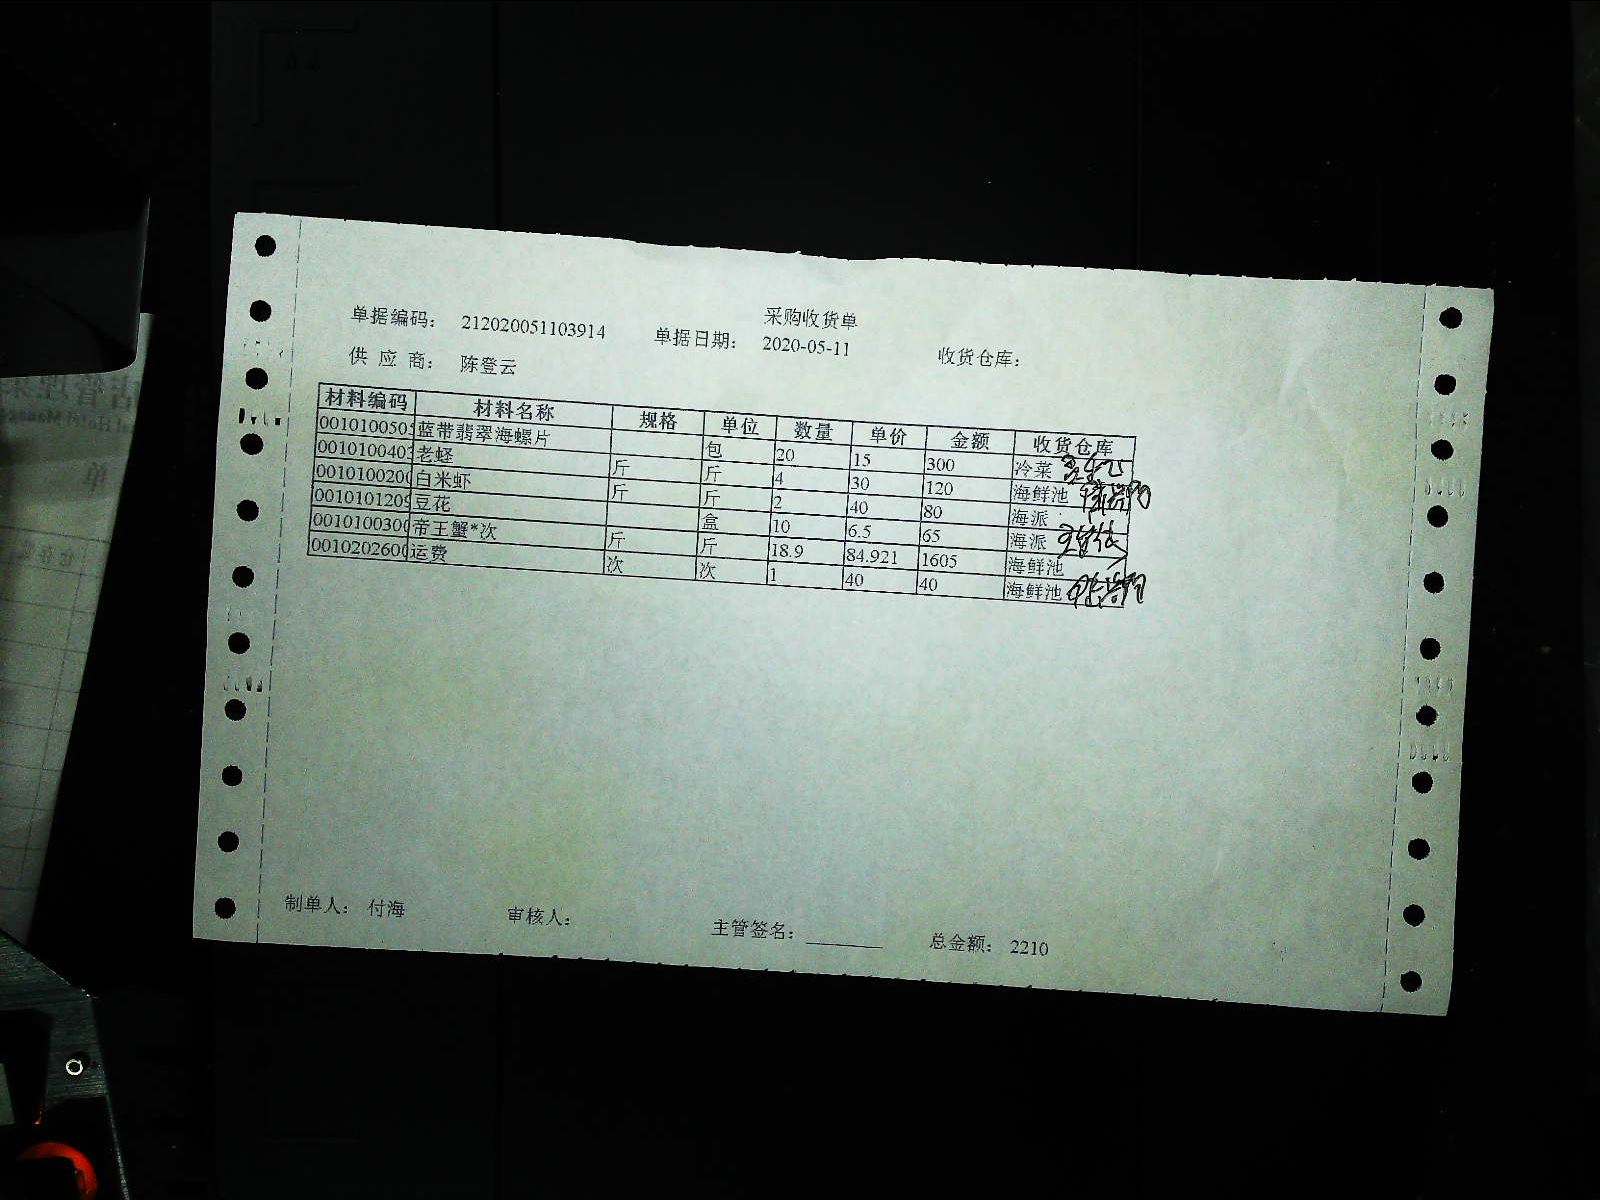 采购收货单
单据编码： 212020051103914 单据日期： 2020-05-11 收货仓库：
供 应 商： 陈登云
材料编码 材料名称 规格 单位 数量 单价 金额 收货仓库
0010100505 蓝带翡翠海螺片 包 20 15 300 冷菜
0010100403 老蛏 斤 斤 4 30 120 海鲜池
0010100200 白米虾 斤 斤 2 40 80 海派
0010101209 豆花 盒 10 6.5 65 海派
0010100300 帝王蟹*次 斤 斤 18.9 84.921 1605 海鲜池
0010202600 运费 次 次 1 40 40 海鲜池
制单人： 付海 审核人： 主管签名： 总金额： 2210